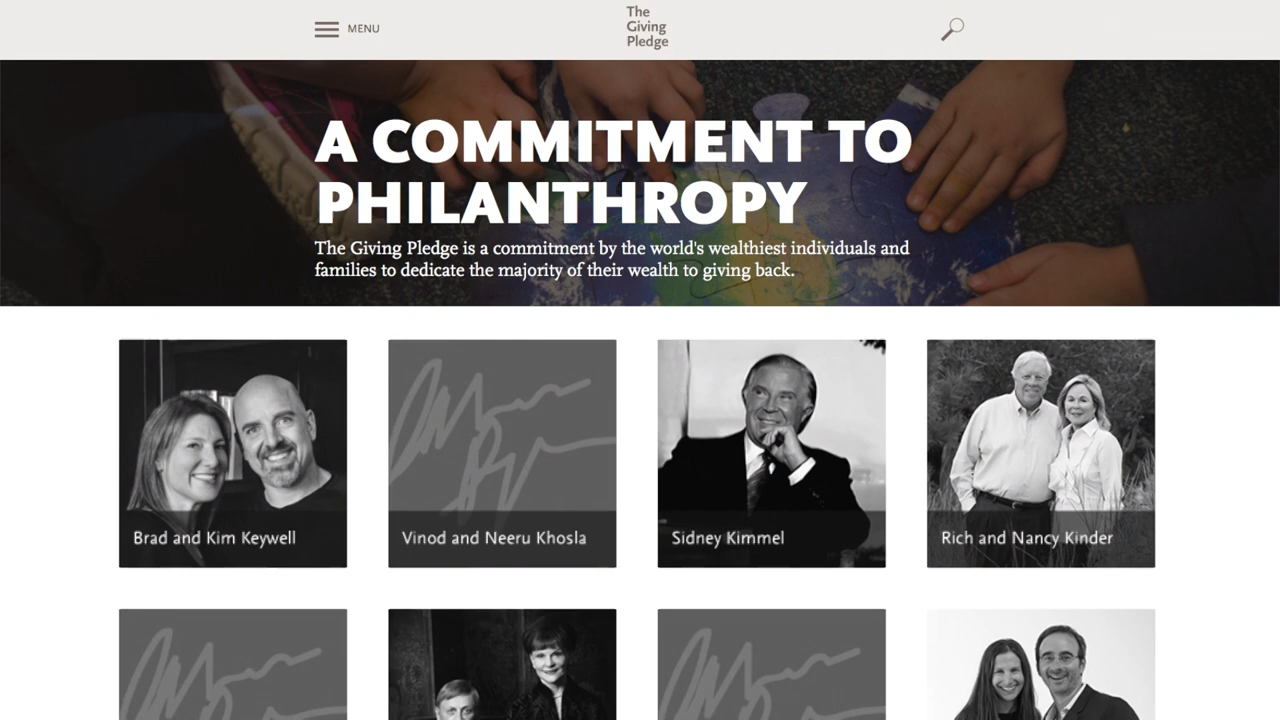 MENU
The
Giving
Pledge
A COMMITMENT TO
PHILANTHROPY
The Giving Pledge is a commitment by the world's wealthiest individuals and
families to dedicate the majority of their wealth to giving back.
Brad and Kim Keywell
Vinod and Neeru Khosla
Sidney Kimmel
Rich and Nancy Kinder